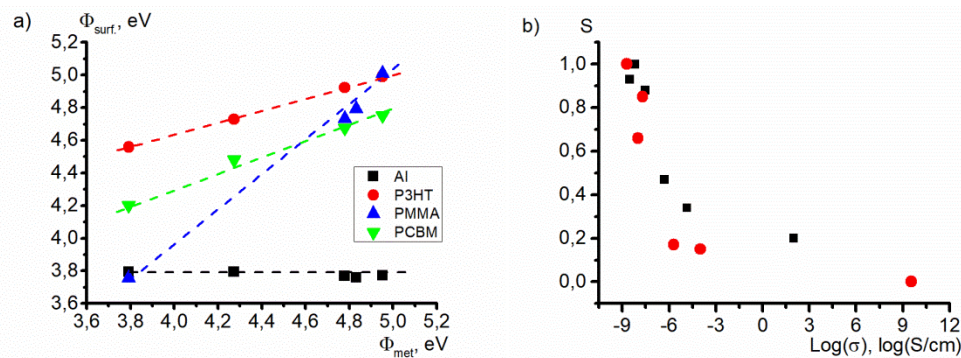 a)
Φsurf., eV
5,2
5,0
4,8
4,6
4,4
4,2
4,0
3,8
3,6
3,6 3,8 4,0 4,2 4,4 4,6 4,8 5,0 5,2
Φmet, eV
Al
P3HT
PMMA
PCBM
b)
S
1,0
0,8
0,6
0,4
0,2
0,0
-9 -6 -3 0 3 6 9 12
Log(σ), log(S/cm)